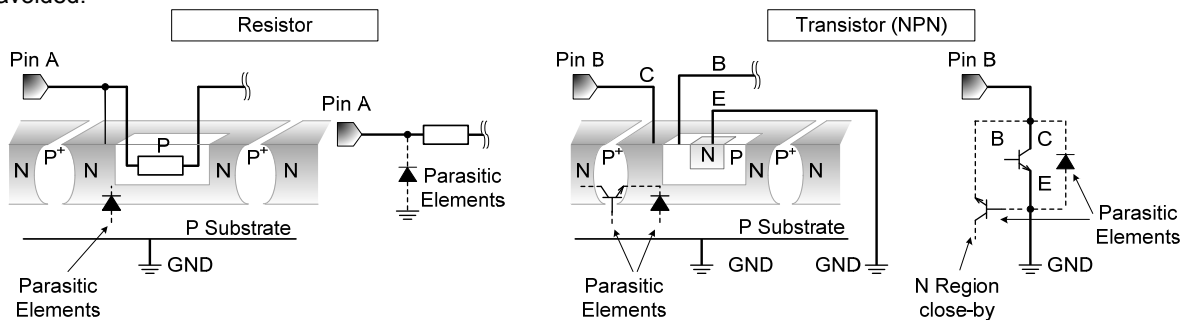 avoided.
Resistor
Transistor (NPN)
Pin A
Pin A
N
P+
N
P
N
P+
N
Parasitic
Elements
P Substrate
GND
Parasitic
Elements
Pin B
C
B
E
N
P+
N
N
P
N
P+
N
P Substrate
GND
GND
Parasitic
Elements
Pin B
B
C
E
Parasitic
Elements
GND
N Region
close-by